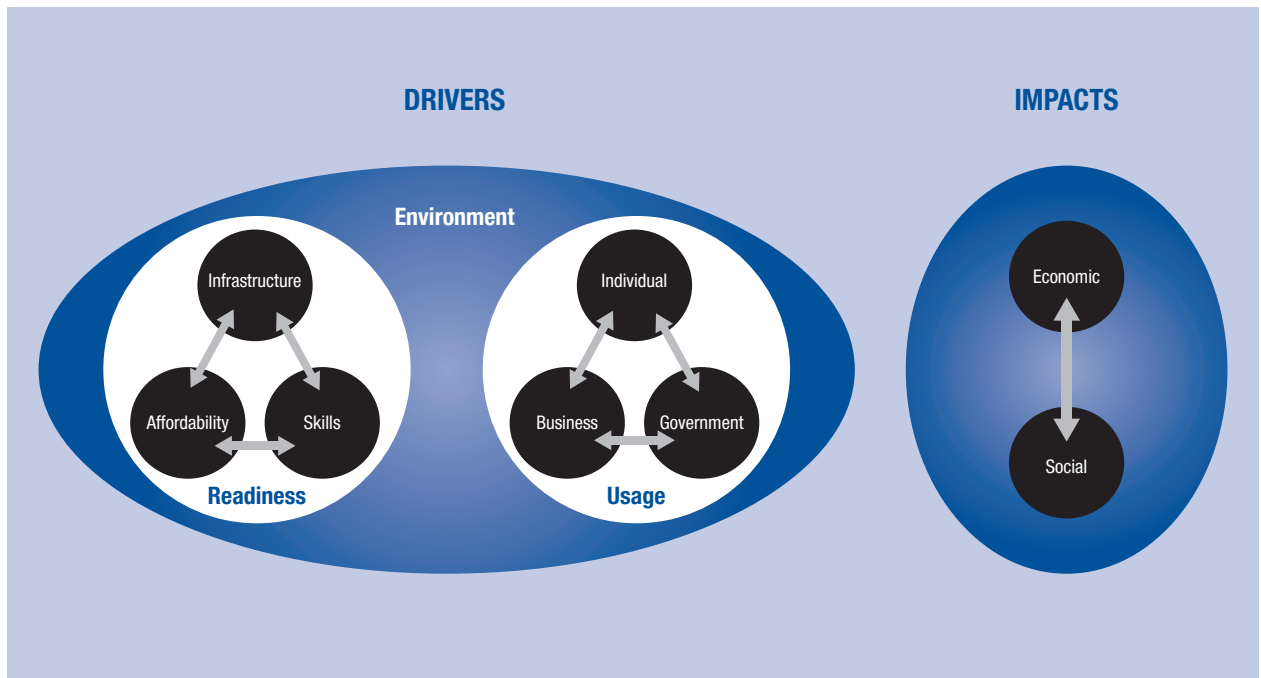 DRIVERS
IMPACTS
Environment
Infrastructure
Affordability
Skills
Readiness
Individual
Business
Government
Usage
Economic
Social